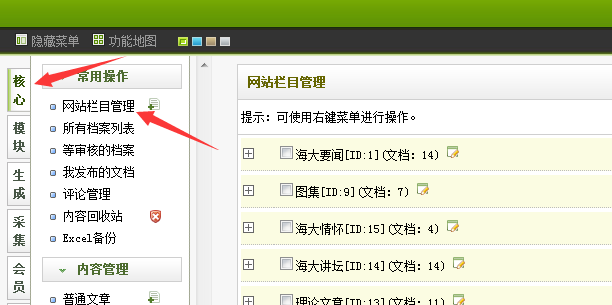 隐藏菜单 功能地图
核心
模块
生成
采集
会员
常用操作
网站栏目管理
所有档案列表
等审核的档案
我发布的文档
评论管理
内容回收站
Excel备份
内容管理
普通文章
网站栏目管理
提示：可使用右键菜单进行操作。
海大要闻[ID:1](文档：14)
图集[ID:9](文档：7)
海大情怀[ID:15](文档：4)
海大讲坛[ID:14](文档：14)
理论文章[ID:13](文档：11)